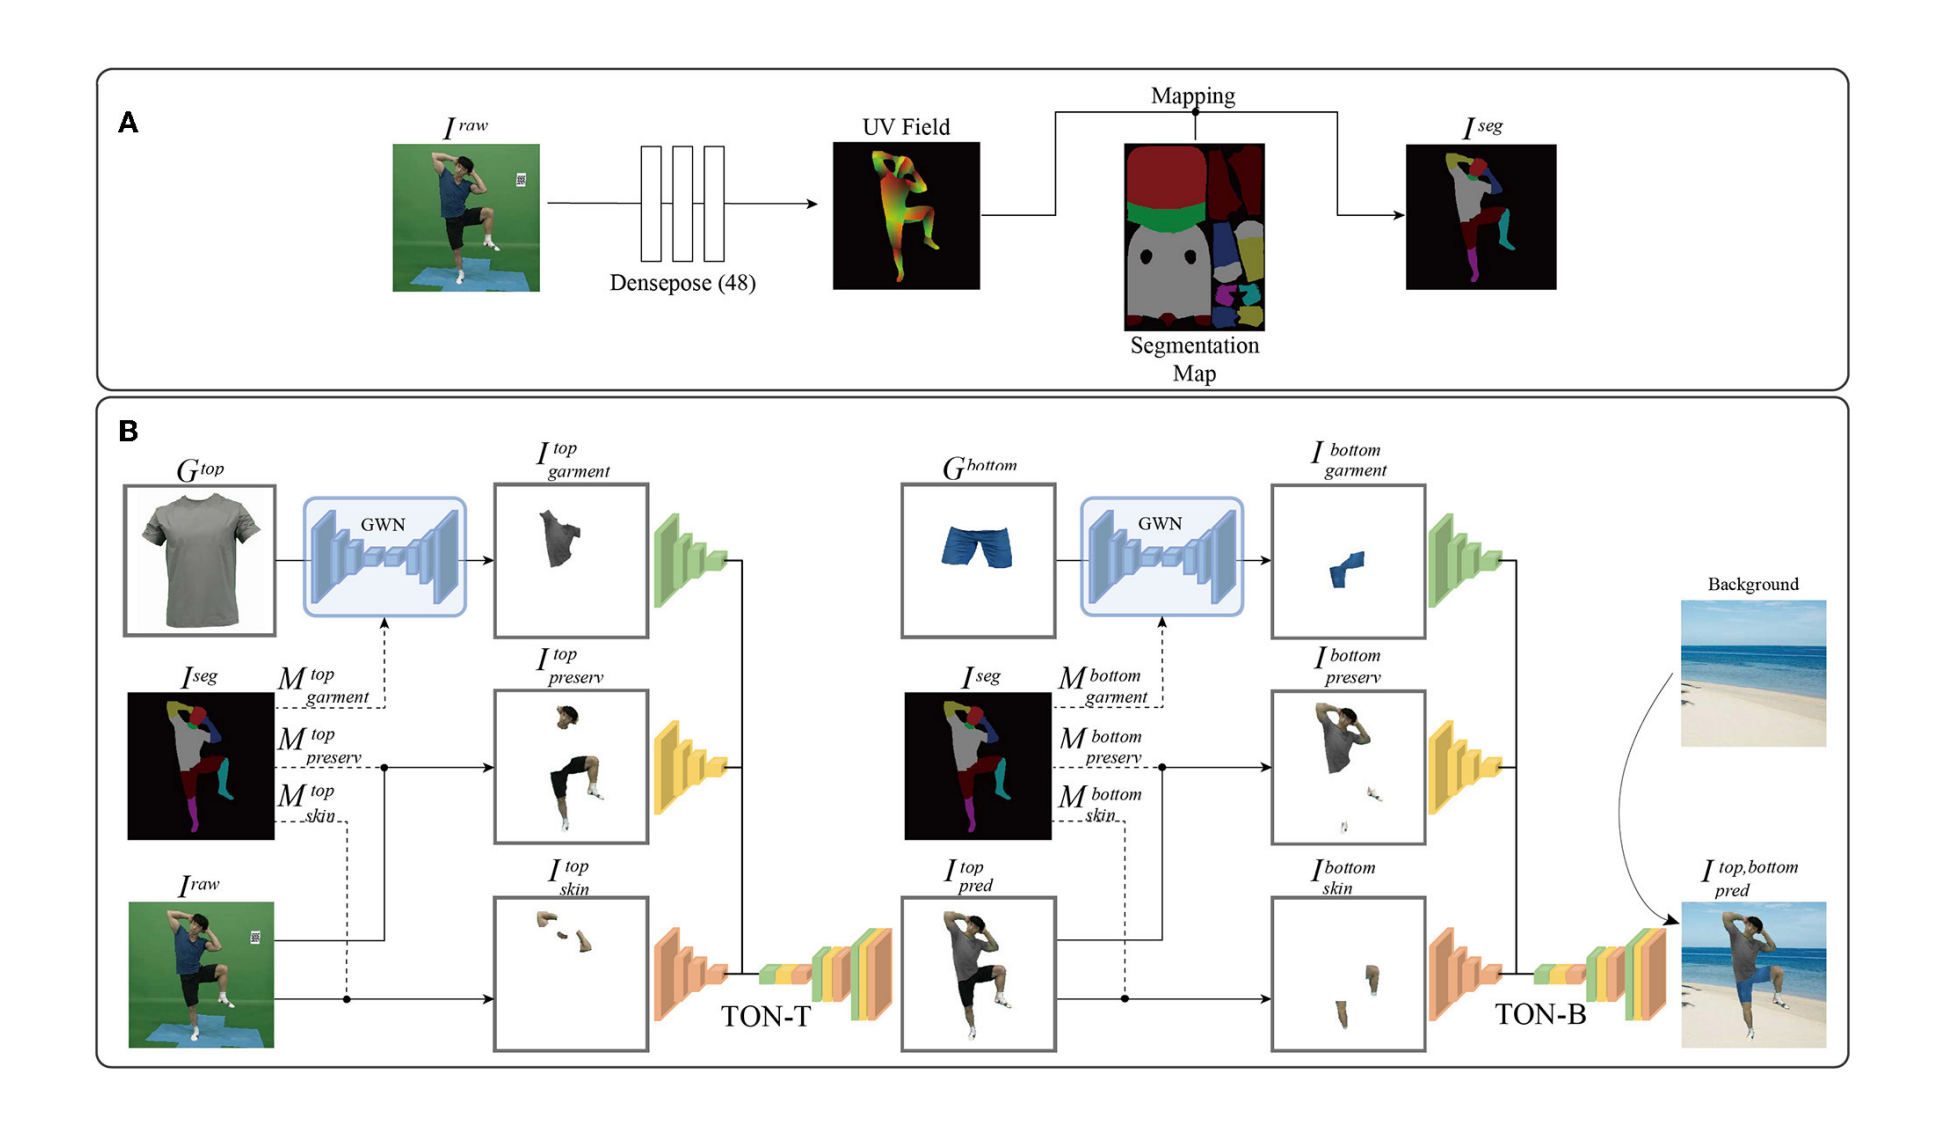 A
I raw
Densepose (48)
UV Field
Mapping
Segmentation
Map
I seg
B
G top
GWN
I top garment
G bottom
GWN
I bottom garment
Background
I seg
M top garment
M top preserv
M top skin
I top preserv
I seg
M bottom garment
M bottom preserv
M bottom skin
I bottom preserv
I raw
I top skin
TON-T
I top pred
I bottom skin
TON-B
I top,bottom pred